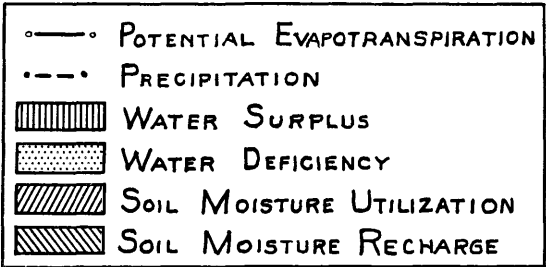 POTENTIAL EVAPOTRANSPIRATION
PRECIPITATION
WATER SURPLUS
WATER DEFICIENCY
SOIL MOISTURE UTILIZATION
SOIL MOISTURE RECHARGE